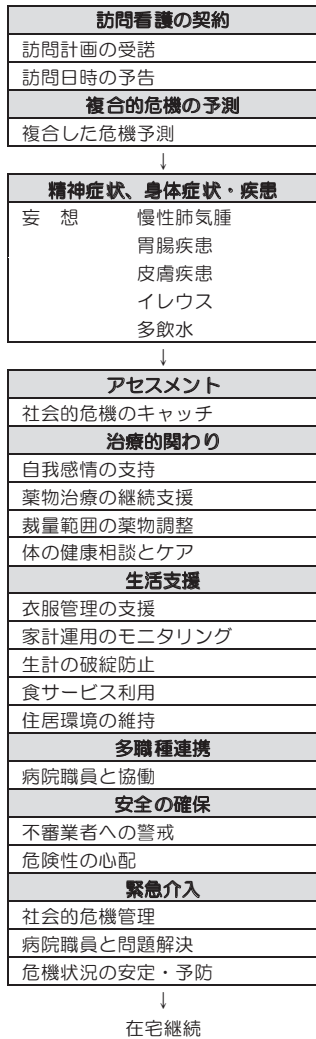 訪問看護の契約
訪問計画の受諾
訪問日時の予告
複合的危機の予測
複合した危機予測
↓
精神症状、身体症状・疾患
妄　想　　慢性肺気腫
胃腸疾患
皮膚疾患
イレウス
多飲水
↓
アセスメント
社会的危機のキャッチ
治療的関わり
自我感情の支持
薬物治療の継続支援
裁量範囲の薬物調整
体の健康相談とケア
生活支援
衣服管理の支援
家計運用のモニタリング
生計の破綻防止
食サービス利用
住居環境の維持
多職種連携
病院職員と協働
安全の確保
不審業者への警戒
危険性の心配
緊急介入
社会的危機管理
病院職員と問題解決
危機状況の安定・予防
↓
在宅継続